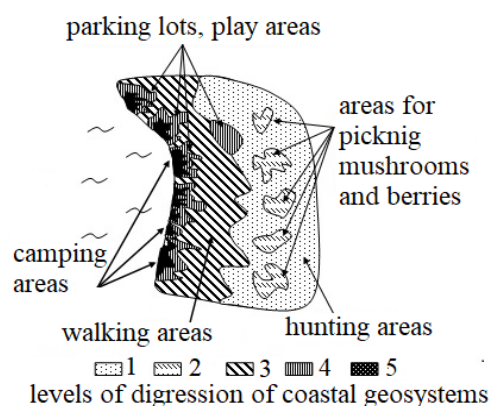 parking lots, play areas
areas for
picknig
mushrooms
and berries
camping
areas
walking areas
hunting areas
1 2 3 4 5
levels of digression of coastal geosystems